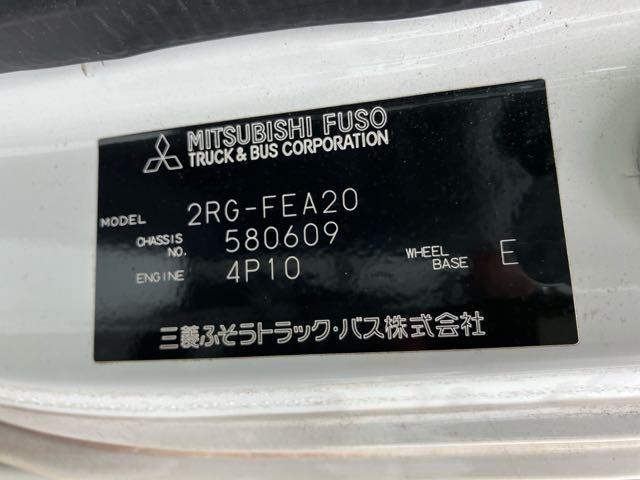 MITSUBISHI FUSO
TRUCK & BUS CORPORATION
MODEL 2RG-FEA20
CHASSIS NO. 580609
ENGINE 4P10 WHEEL BASE E
三菱ふそうトラック・バス株式会社